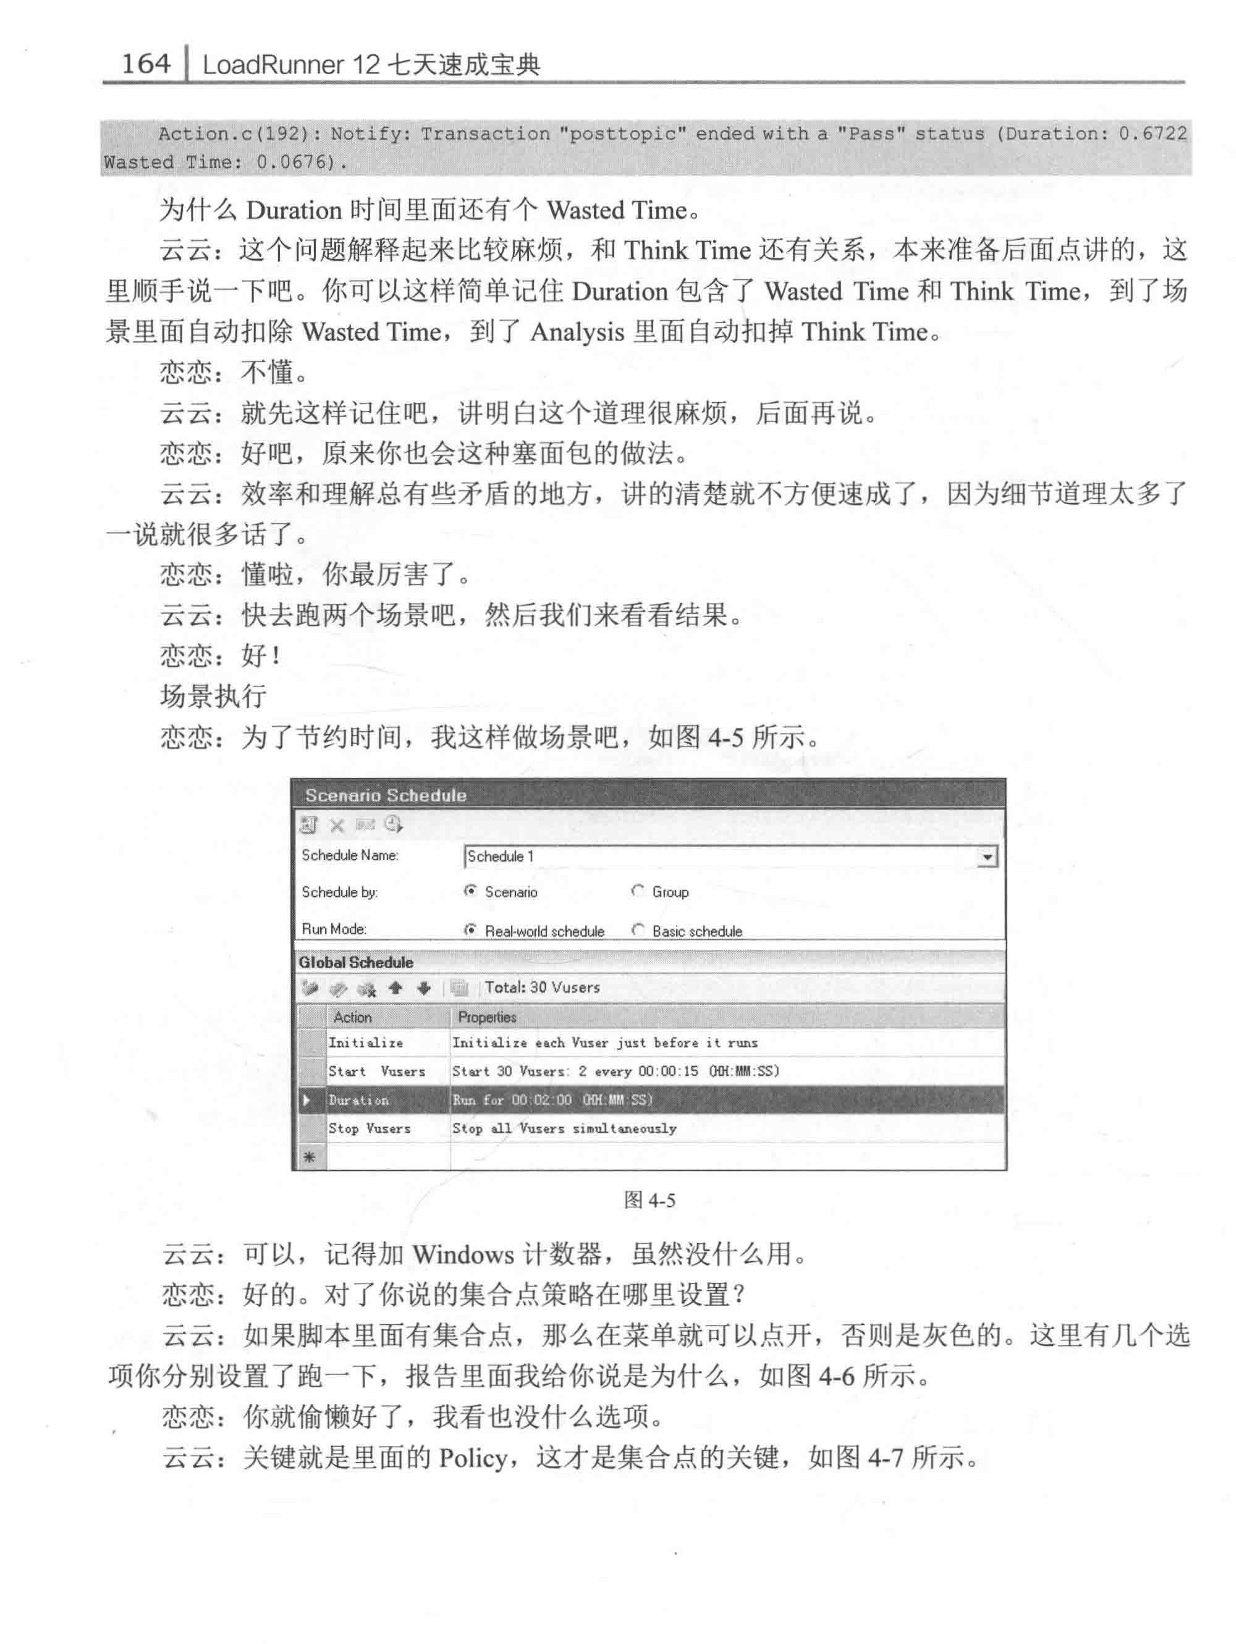 164 LoadRunner 12 七天速成宝典
Action.c(192): Notify: Transaction "posttopic" ended with a "Pass" status (Duration: 0.6722
Wasted Time: 0.0676).
为什么 Duration 时间里面还有个 Wasted Time。
云云：这个问题解释起来比较麻烦，和 Think Time 还有关系，本来准备后面点讲的，这
里顺手说一下吧。你可以这样简单记住 Duration 包含了 Wasted Time 和 Think Time，到了场
景里面自动扣除 Wasted Time，到了 Analysis 里面自动扣掉 Think Time。
恋恋：不懂。
云云：就先这样记住吧，讲明白这个道理很麻烦，后面再说。
恋恋：好吧，原来你也会这种塞面包的做法。
云云：效率和理解总有些矛盾的地方，讲的清楚就不方便速成了，因为细节道理太多了
一说就很多话了。
恋恋：懂啦，你最厉害了。
云云：快去跑两个场景吧，然后我们来看看结果。
恋恋：好！
场景执行
恋恋：为了节约时间，我这样做场景吧，如图 4-5 所示。
Scenario Schedule
Schedule Name: Schedule 1
Schedule by: Scenario Group
Run Mode: Real-world schedule Basic schedule
Global Schedule
Total: 30 Vusers
Action Properties
Initialize Initialize each Vuser just before it runs
Start Vusers Start 30 Vusers: 2 every 00:00:15 (HH:MM:SS)
Duration Run for 00:02:00 (HH:MM:SS)
Stop Vusers Stop all Vusers simultaneously
图 4-5
云云：可以，记得加 Windows 计数器，虽然没什么用。
恋恋：好的。对了你说的集合点策略在哪里设置？
云云：如果脚本里面有集合点，那么在菜单就可以点开，否则是灰色的。这里有几个选
项你分别设置了跑一下，报告里面我给你说是为什么，如图 4-6 所示。
恋恋：你就偷懒好了，我看也没什么选项。
云云：关键就是里面的 Policy，这才是集合点的关键，如图 4-7 所示。